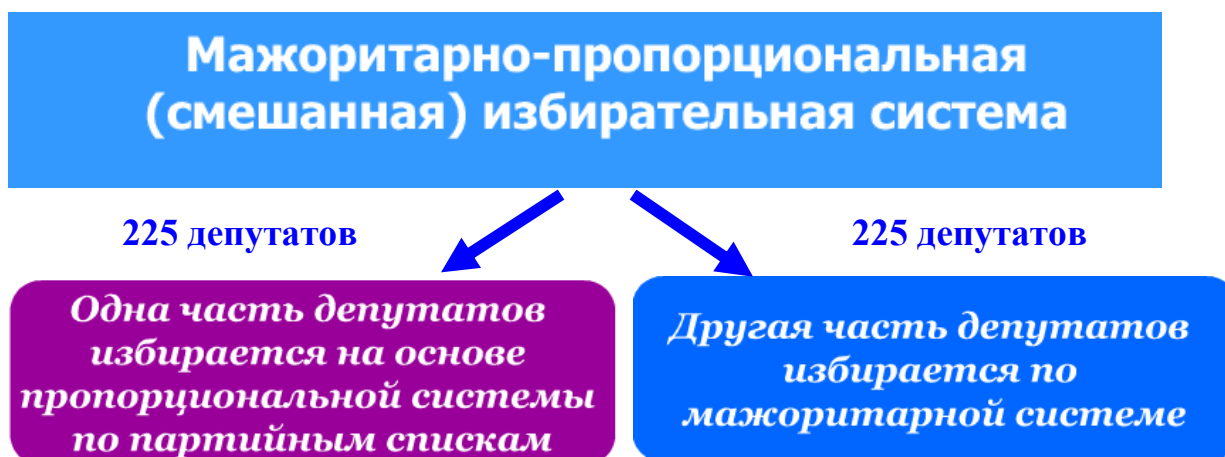 Мажоритарно-пропорциональная
(смешанная) избирательная система
225 депутатов
225 депутатов
Одна часть депутатов
избирается на основе
пропорциональной системы
по партийным спискам
Другая часть депутатов
избирается по
мажоритарной системе